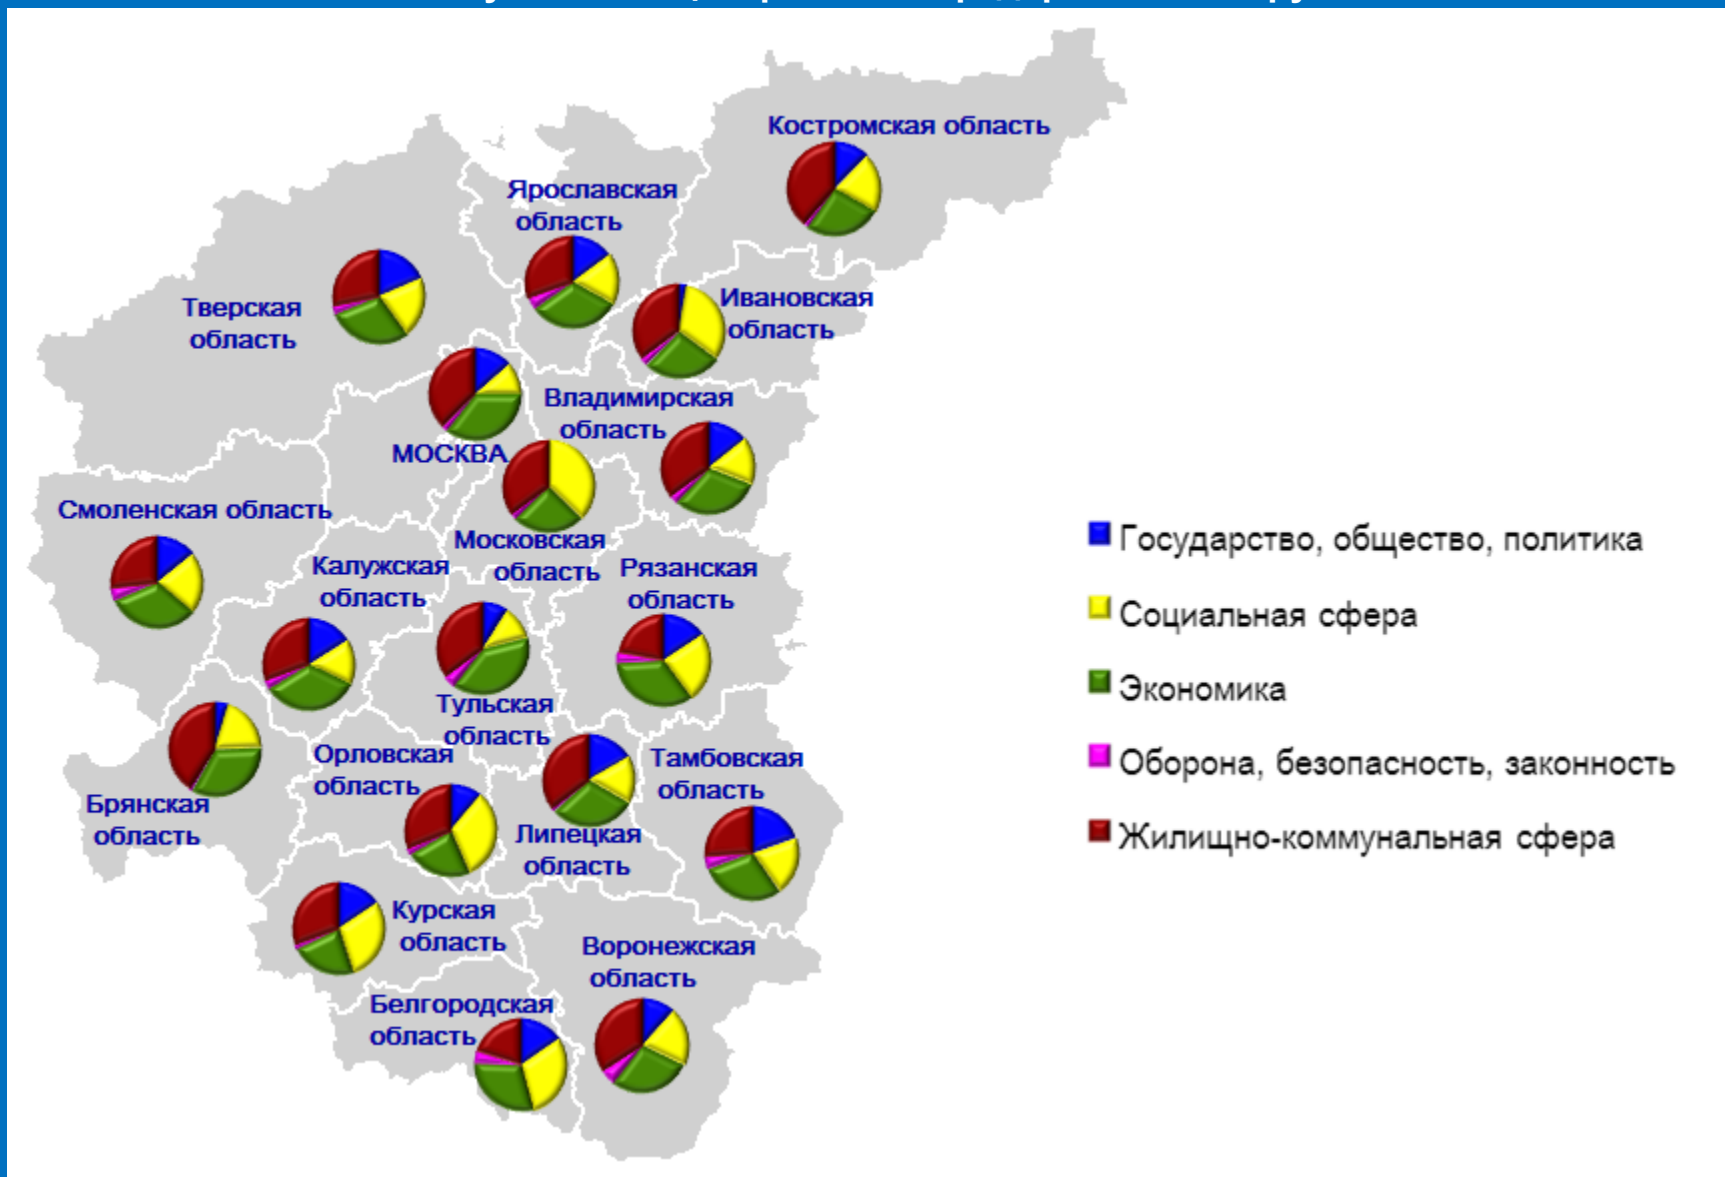 Костромская область
Ярославская
область
Ивановская
область
Тверская
область
Владимирская
область
МОСКВА
Смоленская область
Московская
область
Калужская
область
Рязанская
область
Тульская
область
Орловская
область
Тамбовская
область
Брянская
область
Липецкая
область
Курская
область
Воронежская
область
Белгородская
область
Государство, общество, политика
Социальная сфера
Экономика
Оборона, безопасность, законность
Жилищно-коммунальная сфера